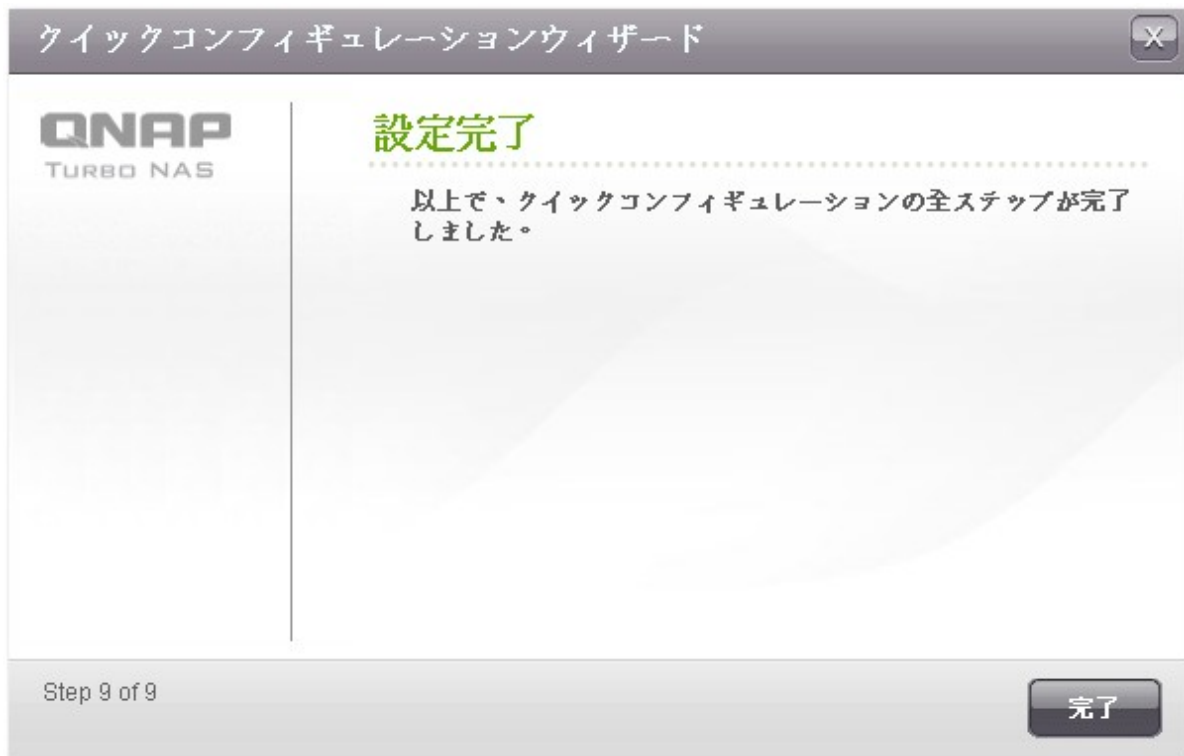 クイックコンフィギュレーションウィザード
X
QNAP
TURBO NAS
設定完了
以上で、クイックコンフィギュレーションの全ステップが完了
しました。
Step 9 of 9
完了